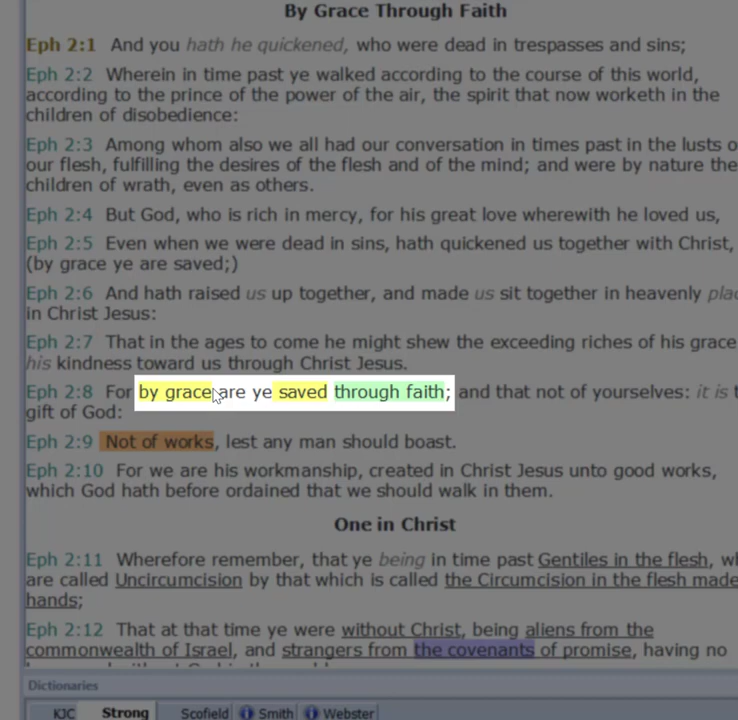 By Grace Through Faith
Eph 2:1 And you hath he quickened, who were dead in trespasses and sins;
Eph 2:2 Wherein in time past ye walked according to the course of this world,
according to the prince of the power of the air, the spirit that now worketh in the
children of disobedience:
Eph 2:3 Among whom also we all had our conversation in times past in the lusts
our flesh, fulfilling the desires of the flesh and of the mind; and were by nature the
children of wrath, even as others.
Eph 2:4 But God, who is rich in mercy, for his great love wherewith he loved us,
Eph 2:5 Even when we were dead in sins, hath quickened us together with Christ,
(by grace ye are saved;)
Eph 2:6 And hath raised us up together, and made us sit together in heavenly
in Christ Jesus:
Eph 2:7 That in the ages to come he might shew the exceeding riches of his grace
his kindness toward us through Christ Jesus.
Eph 2:8 For by grace are ye saved through faith; and that not of yourselves: it is
gift of God:
Eph 2:9 Not of works, lest any man should boast.
Eph 2:10 For we are his workmanship, created in Christ Jesus unto good works,
which God hath before ordained that we should walk in them.
One in Christ
Eph 2:11 Wherefore remember, that ye being in time past Gentiles in the flesh,
are called Uncircumcision by that which is called the Circumcision in the flesh made
hands;
Eph 2:12 That at that time ye were without Christ, being aliens from the
commonwealth of Israel, and strangers from the covenants of promise, having no
Dictionaries
KJC Strong Scofield Smith Webster